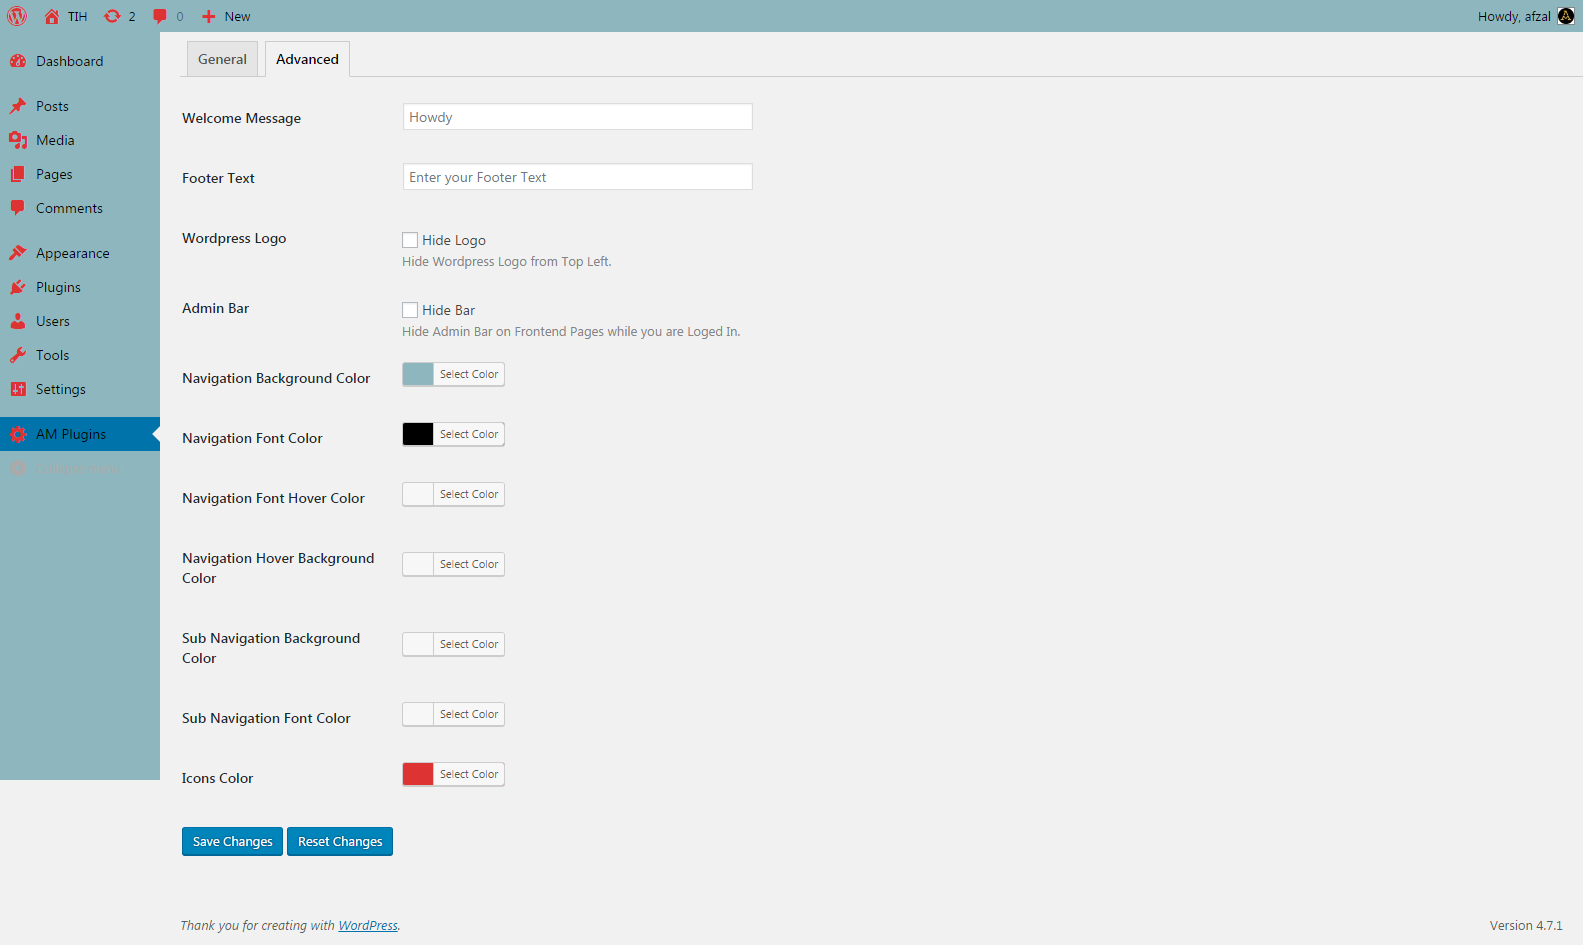 TIH 2 0 New Howdy, afzal
Dashboard
Posts
Media
Pages
Comments
Appearance
Plugins
Users
Tools
Settings
AM Plugins
General Advanced
Welcome Message Howdy
Footer Text Enter your Footer Text
Wordpress Logo Hide Logo
Hide Wordpress Logo from Top Left.
Admin Bar Hide Bar
Hide Admin Bar on Frontend Pages while you are Loged In.
Navigation Background Color Select Color
Navigation Font Color Select Color
Navigation Font Hover Color Select Color
Navigation Hover Background
Color
Select Color
Sub Navigation Background
Color
Select Color
Sub Navigation Font Color Select Color
Icons Color Select Color
Save Changes Reset Changes
Thank you for creating with WordPress. Version 4.7.1